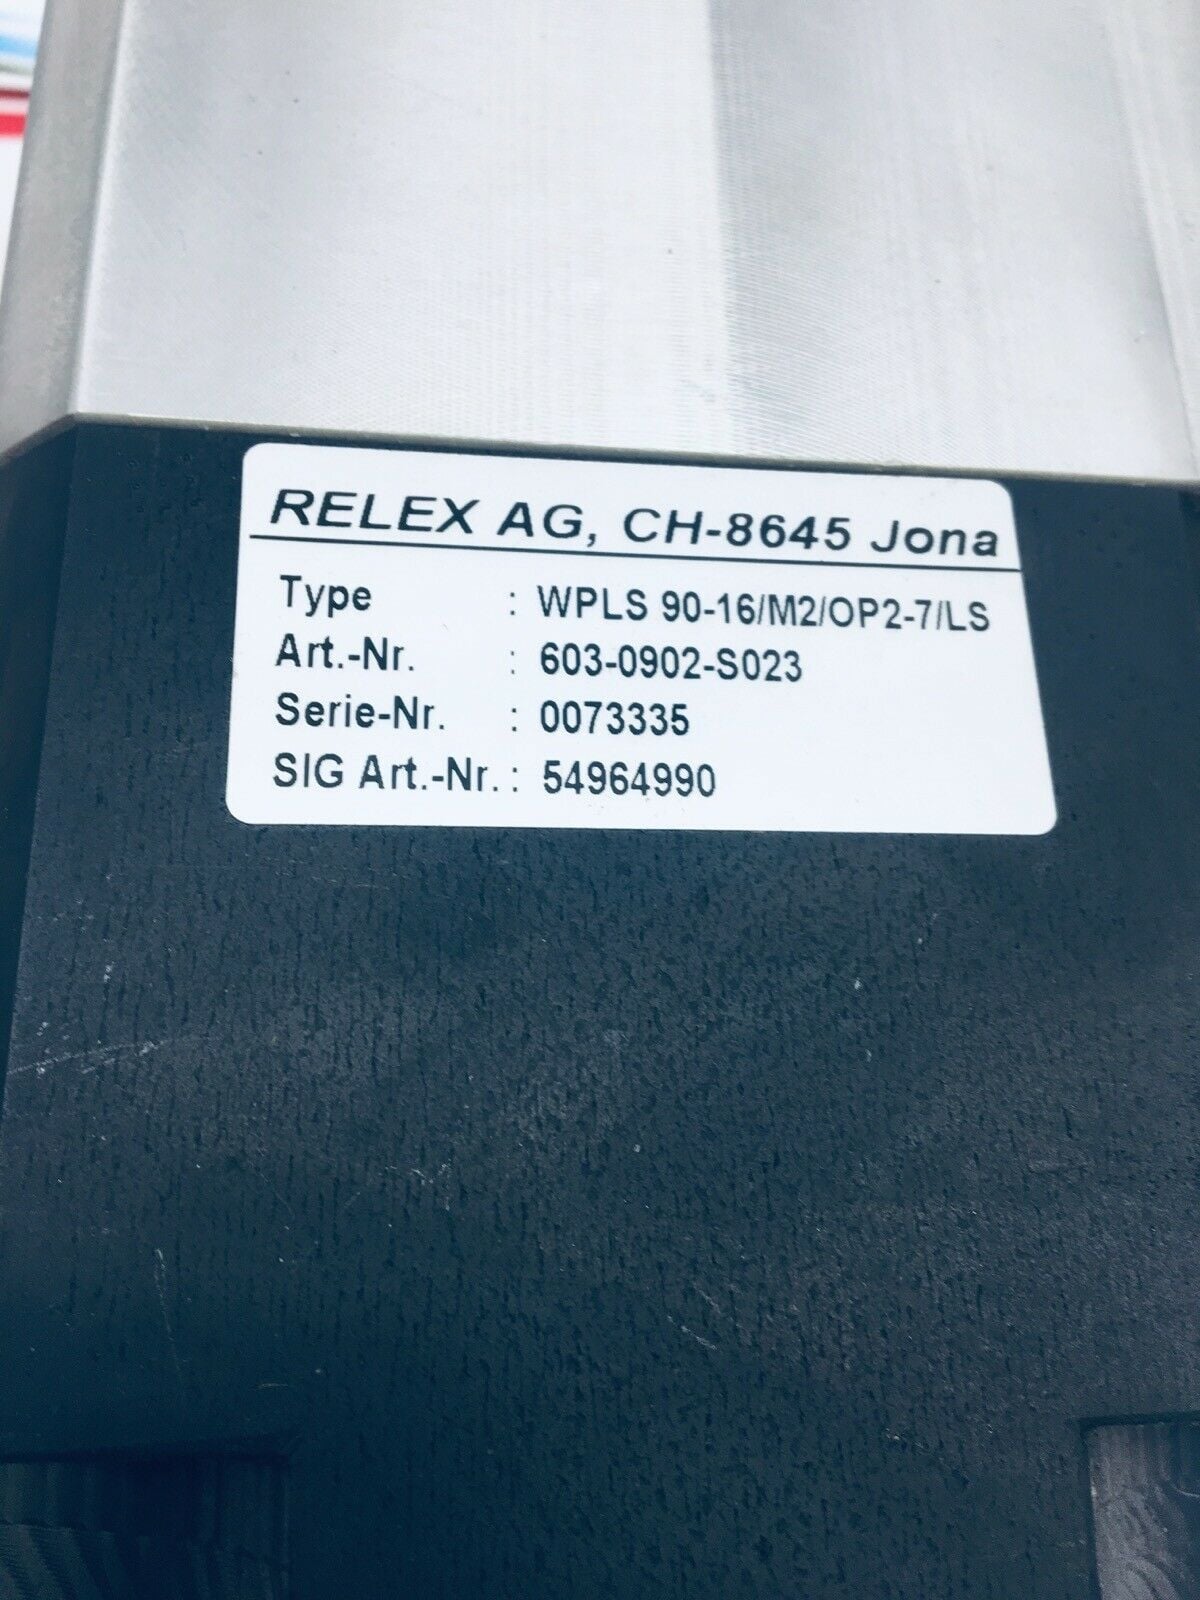 RELEX AG, CH-8645 Jona
Type : WPLS 90-16/M2/OP2-7/LS
Art.-Nr. : 603-0902-S023
Serie-Nr. : 0073335
SIG Art.-Nr. : 54964990